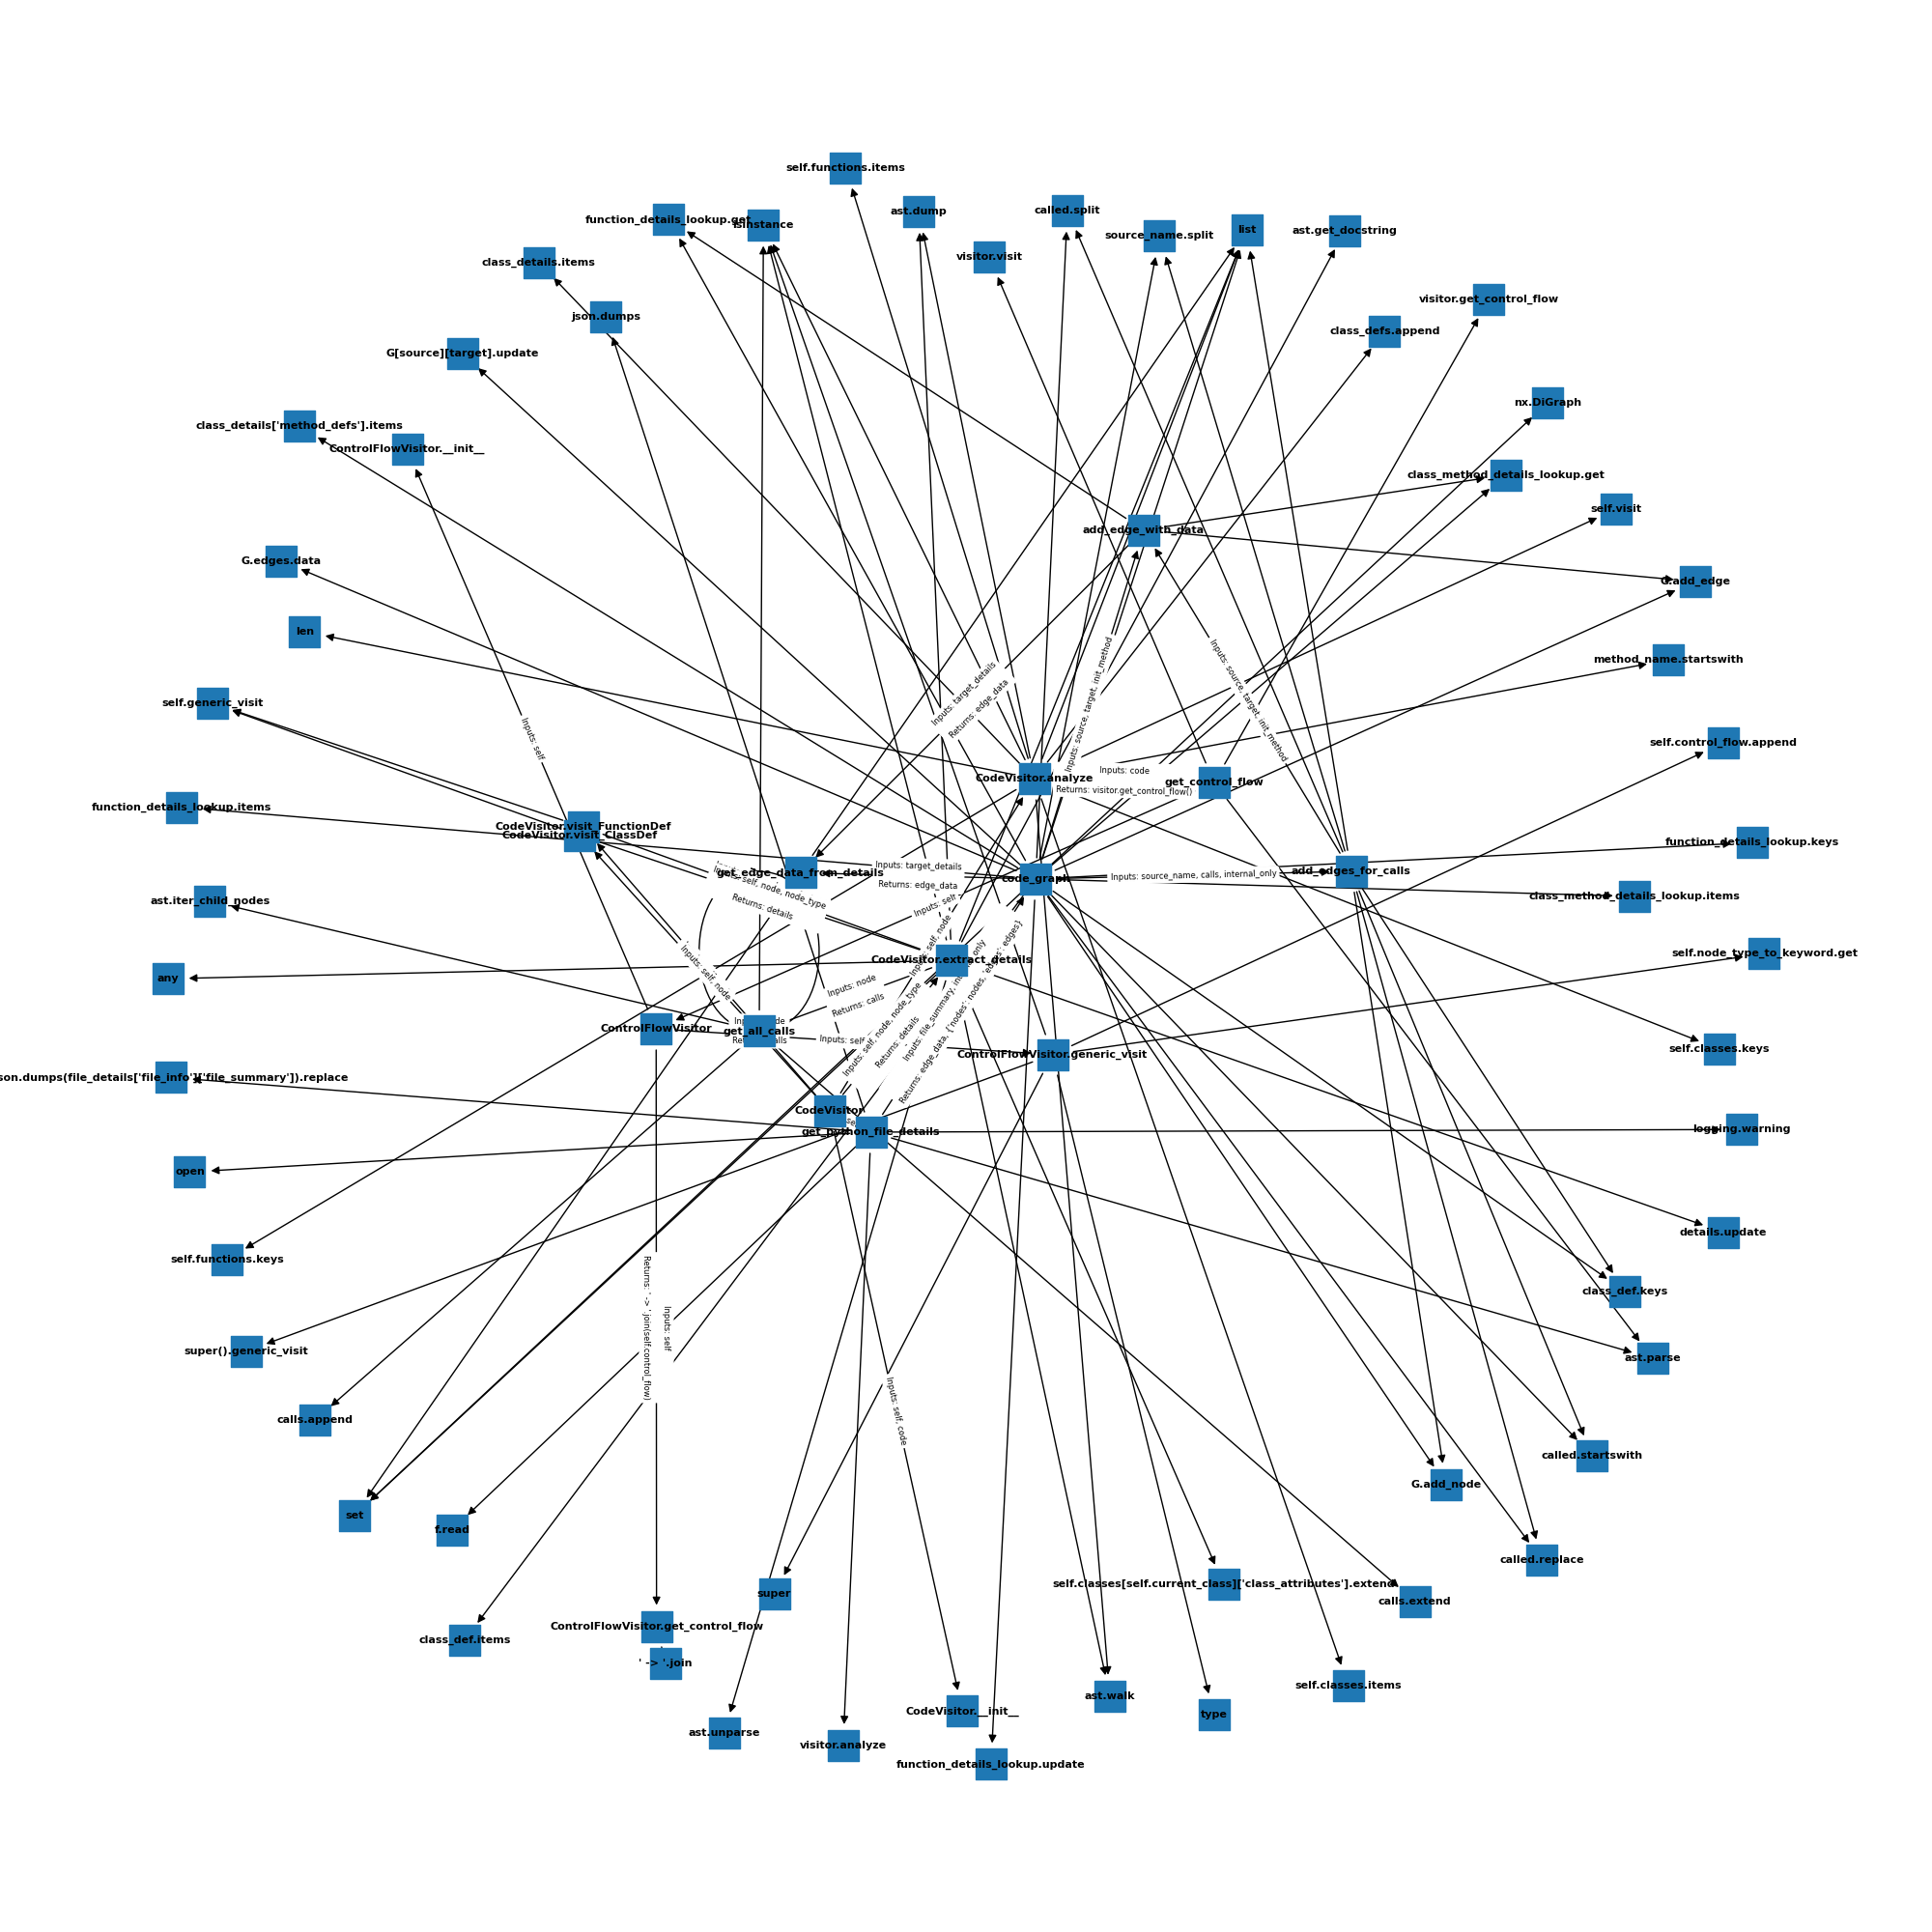 self.functions.items
ast.dump
called.split
function_details_lookup.get
isinstance
source_name.split
list
ast.get_docstring
visitor.visit
class_details.items
visitor.get_control_flow
json.dumps
class_defs.append
G[source][target].update
nx.DiGraph
class_details['method_defs'].items
ControlFlowVisitor.__init__
class_method_details_lookup.get
self.visit
add_edge_with_data
G.edges.data
G.add_edge
len
method_name.startswith
Inputs: source, target, init_method
Inputs: source, target, init_method
Inputs: target_details
Returns: edge_data
self.generic_visit
Inputs: self
self.control_flow.append
CodeVisitor.analyze
Inputs: code
Returns: visitor.get_control_flow()
get_control_flow
function_details_lookup.items
CodeVisitor.visit_FunctionDef
CodeVisitor.visit_ClassDef
function_details_lookup.keys
get_edge_data_from_details
Inputs: target_details
Returns: edge_data
code_graph
Inputs: source_name, calls, internal_only
add_edges_for_calls
Inputs: self, node, node_type
Returns: details
class_method_details_lookup.items
ast.iter_child_nodes
Inputs: self
Inputs: self, node
self.node_type_to_keyword.get
CodeVisitor.extract_details
any
Inputs: self, node
Inputs: node
Returns: calls
ControlFlowVisitor
get_all_calls
Inputs: self
ControlFlowVisitor.generic_visit
self.classes.keys
Inputs: self, node, node_type
Returns: details
Returns: edge_data, {'nodes': nodes, 'edges': edges}
json.dumps(file_details['file_info']['file_summary']).replace
CodeVisitor
get_python_file_details
logging.warning
open
self.functions.keys
details.update
class_def.keys
Returns: ' -> '.join(self.control_flow)
Inputs: self
super().generic_visit
ast.parse
Inputs: self, code
calls.append
called.startswith
G.add_node
set
f.read
called.replace
super
self.classes[self.current_class]['class_attributes'].extend
calls.extend
ControlFlowVisitor.get_control_flow
class_def.items
' -> '.join
self.classes.items
ast.walk
CodeVisitor.__init__
type
ast.unparse
visitor.analyze
function_details_lookup.update